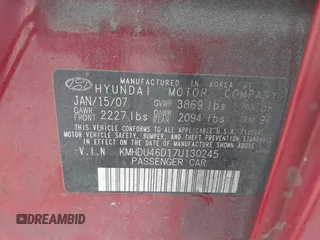 MANUFACTURED IN KOREA BY
HYUNDAI MOTOR COMPANY
JAN/15/07 GVWR 3869 lbs
GAWR FRONT 2227 lbs GAWR REAR 2094 lbs
THIS VEHICLE CONFORMS TO ALL APPLICABLE FEDERAL
MOTOR VEHICLE SAFETY, BUMPER, AND
THEFT PREVENTION STANDARDS IN EFFECT ON
THE DATE OF MANUFACTURE SHOWN ABOVE.
V.I.N KMHDU46D17U130245
PASSENGER CAR